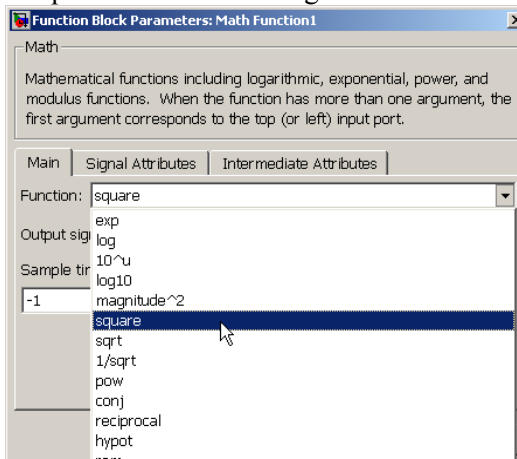 Function Block Parameters: Math Function1
Math
Mathematical functions including logarithmic, exponential, power, and
modulus functions. When the function has more than one argument, the
first argument corresponds to the top (or left) input port.
Main Signal Attributes Intermediate Attributes
Function: square
exp
Output sig
log
10^u
Sample tir
log10
-1
magnitude^2
square
sqrt
1/sqrt
pow
conj
reciprocal
hypot